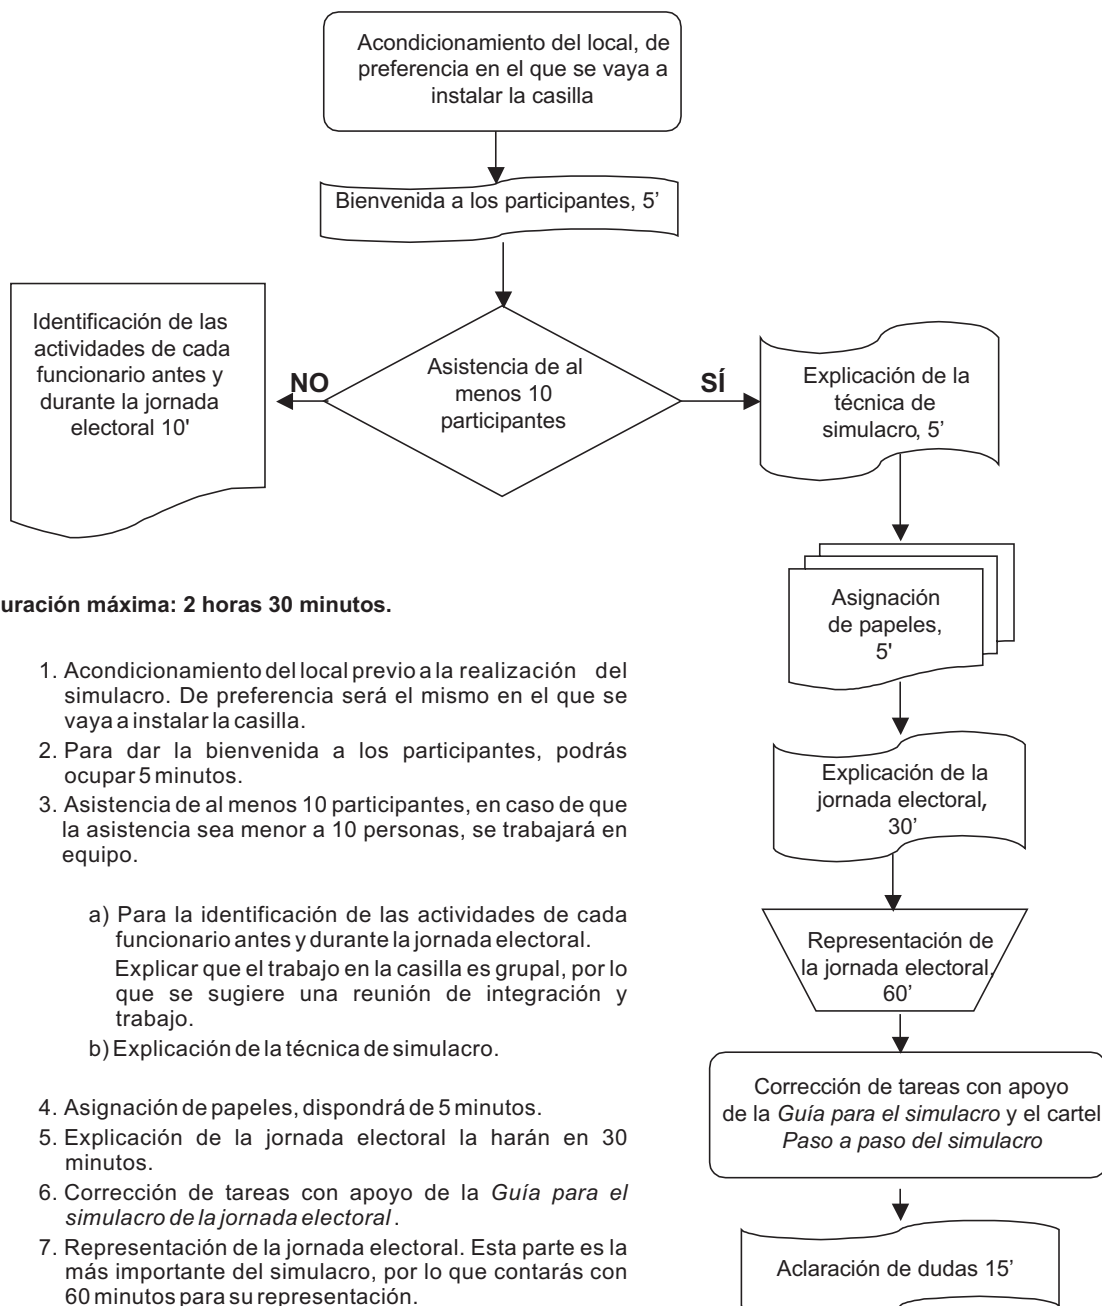 Acondicionamiento del local, de
preferencia en el que se vaya a
instalar la casilla
Bienvenida a los participantes, 5’
Identificación de las
actividades de cada
funcionario antes y
durante la jornada
electoral 10'
NO
Asistencia de al
menos 10
participantes
SÍ
Explicación de la
técnica de
simulacro, 5’
Asignación
de papeles,
5'
Explicación de la
jornada electoral,
30’
Representación de
la jornada electoral,
60’
Corrección de tareas con apoyo
de la Guía para el simulacro y el cartel
Paso a paso del simulacro
Aclaración de dudas 15’
uración máxima: 2 horas 30 minutos.
1. Acondicionamiento del local previo a la realización del
simulacro. De preferencia será el mismo en el que se
vaya a instalar la casilla.
2. Para dar la bienvenida a los participantes, podrás
ocupar 5 minutos.
3. Asistencia de al menos 10 participantes, en caso de que
la asistencia sea menor a 10 personas, se trabajará en
equipo.
a) Para la identificación de las actividades de cada
funcionario antes y durante la jornada electoral.
Explicar que el trabajo en la casilla es grupal, por lo
que se sugiere una reunión de integración y
trabajo.
b) Explicación de la técnica de simulacro.
4. Asignación de papeles, dispondrá de 5 minutos.
5. Explicación de la jornada electoral la harán en 30
minutos.
6. Corrección de tareas con apoyo de la Guía para el
simulacro de la jornada electoral.
7. Representación de la jornada electoral. Esta parte es la
más importante del simulacro, por lo que contarás con
60 minutos para su representación.